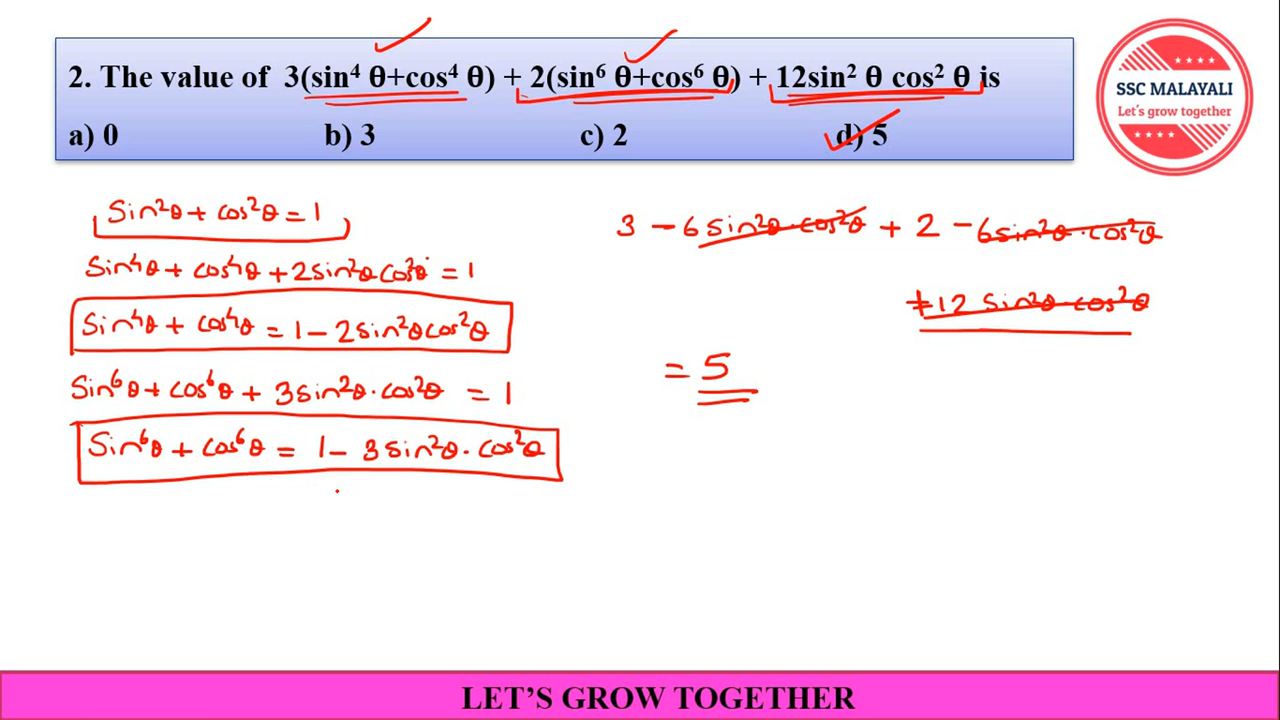 2. The value of 3(sin⁴ θ+cos⁴ θ) + 2(sin⁶ θ+cos⁶ θ) + 12sin² θ cos² θ is
a) 0 b) 3 c) 2 d) 5
SSC MALAYALI
Let's grow together
Sin²θ + cos²θ = 1
Sin⁴θ + cos⁴θ + 2sin²θ cos²θ = 1
Sin⁴θ + cos⁴θ = 1 - 2sin²θcos²θ
Sin⁶θ + cos⁶θ + 3sin²θ·cos²θ = 1
Sin⁶θ + cos⁶θ = 1 - 3sin²θ·cos²θ
3 - 6sin²θ·cos²θ + 2 - 6sin²θ·cos²θ
+12 sin²θ·cos²θ
= 5
LET'S GROW TOGETHER